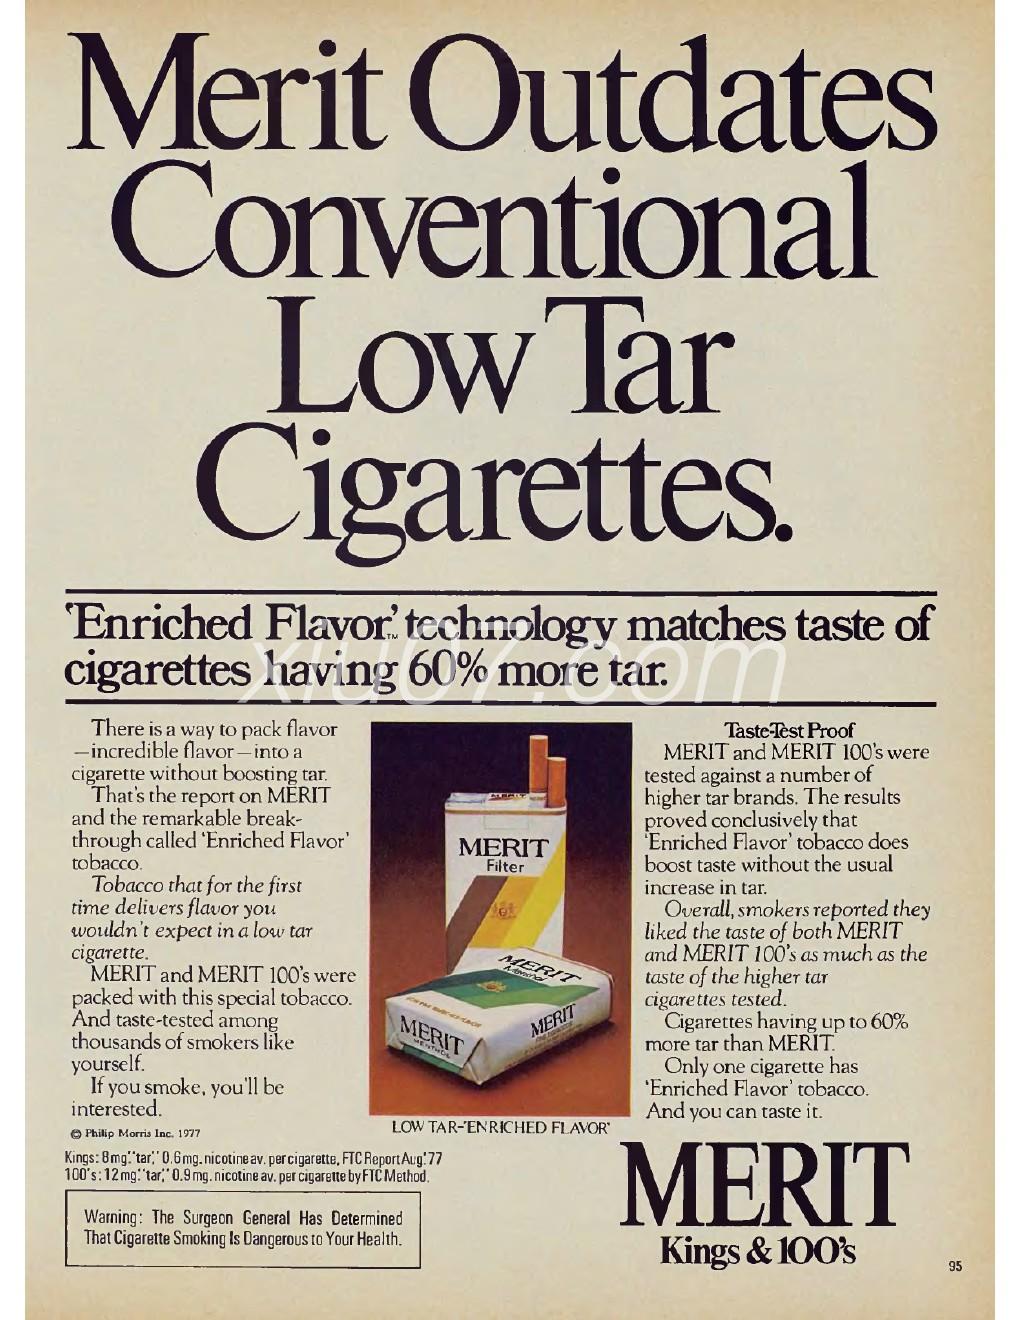 Merit Outdates
Conventional
Low Tar
Cigarettes.
'Enriched Flavor,'™ technology matches taste of
cigarettes having 60% more tar.
xiu07.com
There is a way to pack flavor
—incredible flavor—into a
cigarette without boosting tar.
That's the report on MERIT
and the remarkable break-
through called 'Enriched Flavor'
tobacco.
Tobacco that for the first
time delivers flavor you
wouldn't expect in a low tar
cigarette.
MERIT and MERIT 100's were
packed with this special tobacco.
And taste-tested among
thousands of smokers like
yourself.
If you smoke, you'll be
interested.
© Philip Morris Inc. 1977
Kings: 8 mg. "tar," 0.6 mg. nicotine av. per cigarette, FTC Report Aug. '77
100's: 12 mg. "tar," 0.9 mg. nicotine av. per cigarette by FTC Method.
Warning: The Surgeon General Has Determined
That Cigarette Smoking Is Dangerous to Your Health.
MERIT
MERIT
Filter
MERIT
Menthol
MERIT
MENTHOL
MERIT
LOW TAR-'ENRICHED FLAVOR'
Taste-Test Proof
MERIT and MERIT 100's were
tested against a number of
higher tar brands. The results
proved conclusively that
'Enriched Flavor' tobacco does
boost taste without the usual
increase in tar.
Overall, smokers reported they
liked the taste of both MERIT
and MERIT 100's as much as the
taste of the higher tar
cigarettes tested.
Cigarettes having up to 60%
more tar than MERIT.
Only one cigarette has
'Enriched Flavor' tobacco.
And you can taste it.
MERIT
Kings & 100's
95